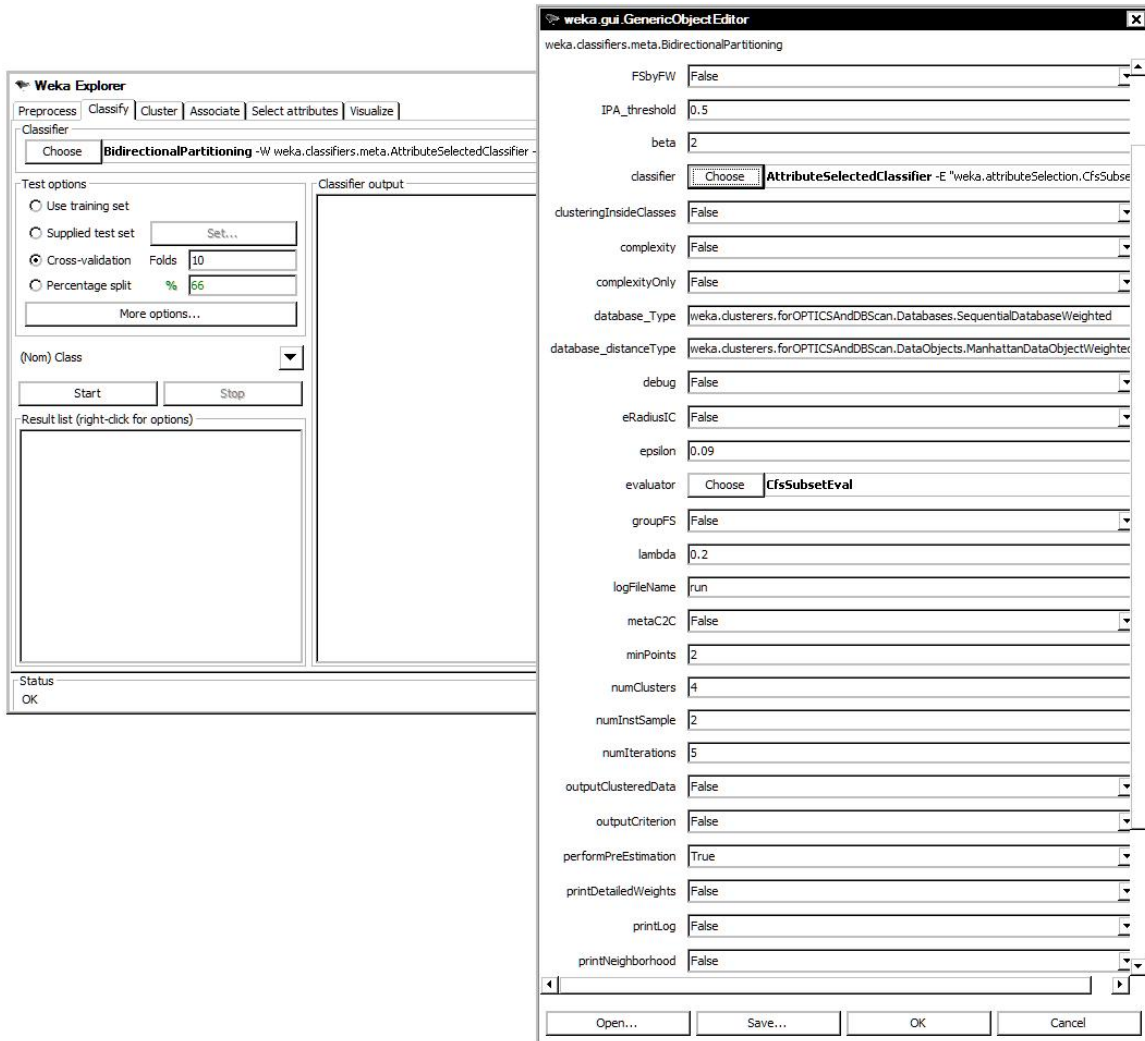 Weka Explorer
Preprocess Classify Cluster Associate Select attributes Visualize
Classifier
Choose BidirectionalPartitioning -W weka.classifiers.meta.AttributeSelectedClassifier -
Test options
Use training set
Supplied test set Set...
Cross-validation Folds 10
Percentage split % 66
More options...
(Nom) Class
Start Stop
Result list (right-click for options)
Classifier output
Status
OK
weka.gui.GenericObjectEditor
weka.classifiers.meta.BidirectionalPartitioning
FSbyFW False
IPA_threshold 0.5
beta 2
classifier Choose AttributeSelectedClassifier -E "weka.attributeSelection.CfsSubse
clusteringInsideClasses False
complexity False
complexityOnly False
database_Type weka.clusterers.forOPTICSAndDBScan.Databases.SequentialDatabaseWeighted
database_distanceType weka.clusterers.forOPTICSAndDBScan.DataObjects.ManhattanDataObjectWeighted
debug False
eRadiusIC False
epsilon 0.09
evaluator Choose CfsSubsetEval
groupFS False
lambda 0.2
logFileName run
metaC2C False
minPoints 2
numClusters 4
numInstSample 2
numIterations 5
outputClusteredData False
outputCriterion False
performPreEstimation True
printDetailedWeights False
printLog False
printNeighborhood False
Open... Save... OK Cancel